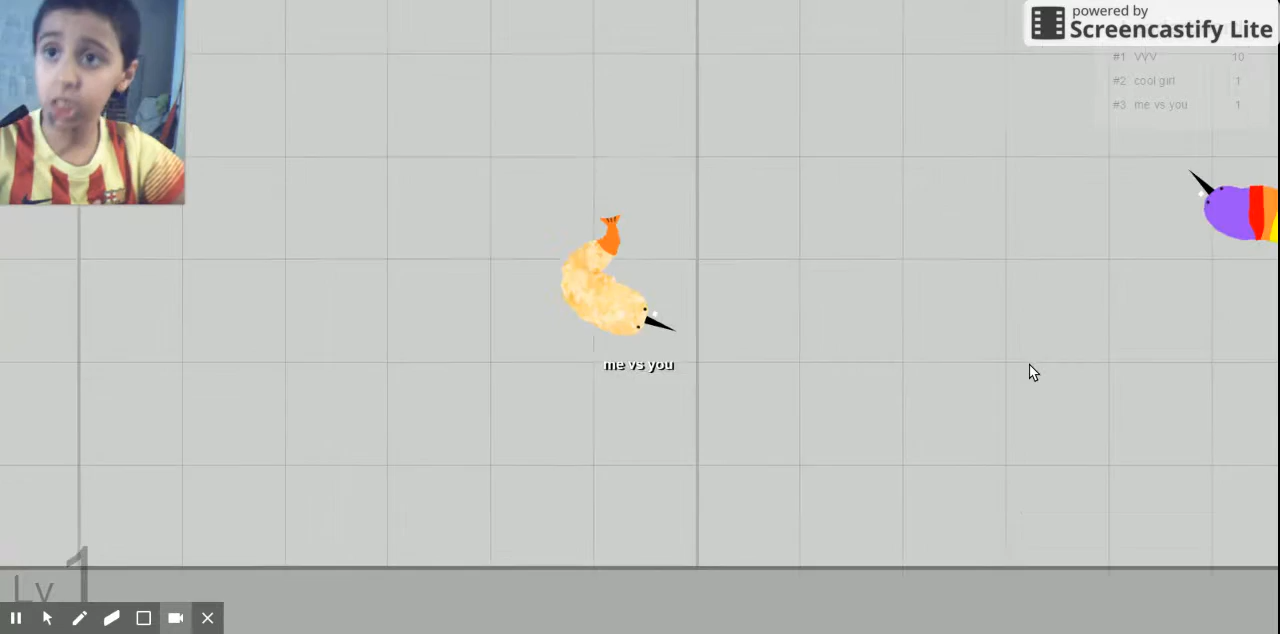 powered by
Screencastify Lite
#1 VYV 10
#2 cool girl 1
#3 me vs you 1
me vs you
Lv 1